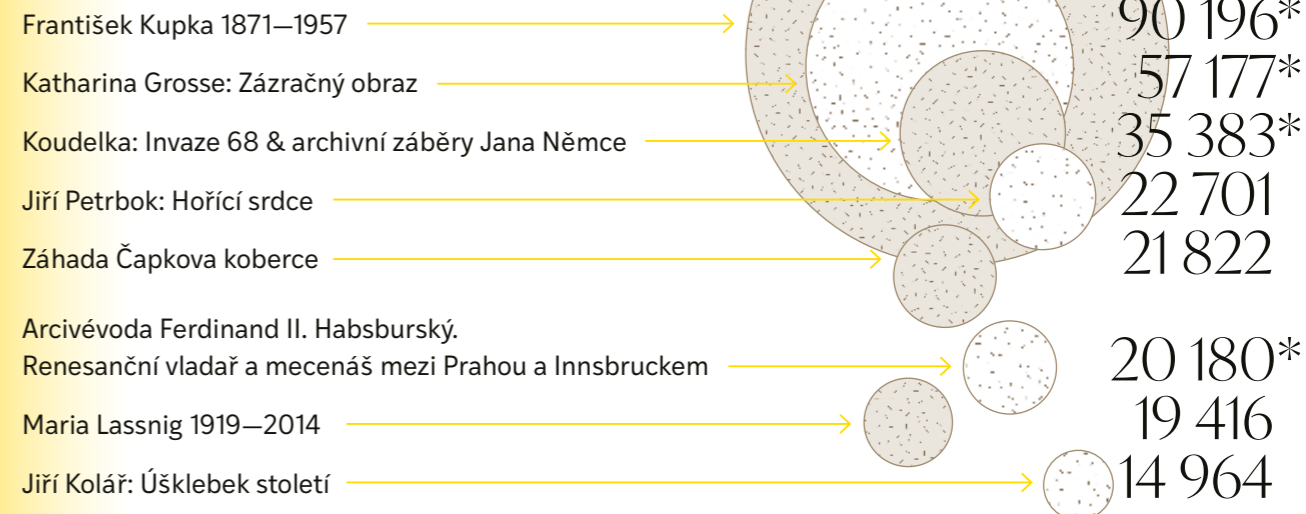 František Kupka 1871—1957 90 196*
Katharina Grosse: Zázračný obraz 57 177*
Koudelka: Invaze 68 & archivní záběry Jana Němce 35 383*
Jiří Petrbok: Hořící srdce 22 701
Záhada Čapkova koberce 21 822
Arcivévoda Ferdinand II. Habsburský.
Renesanční vladař a mecenáš mezi Prahou a Innsbruckem 20 180*
Maria Lassnig 1919—2014 19 416
Jiří Kolář: Úšklebek století 14 964